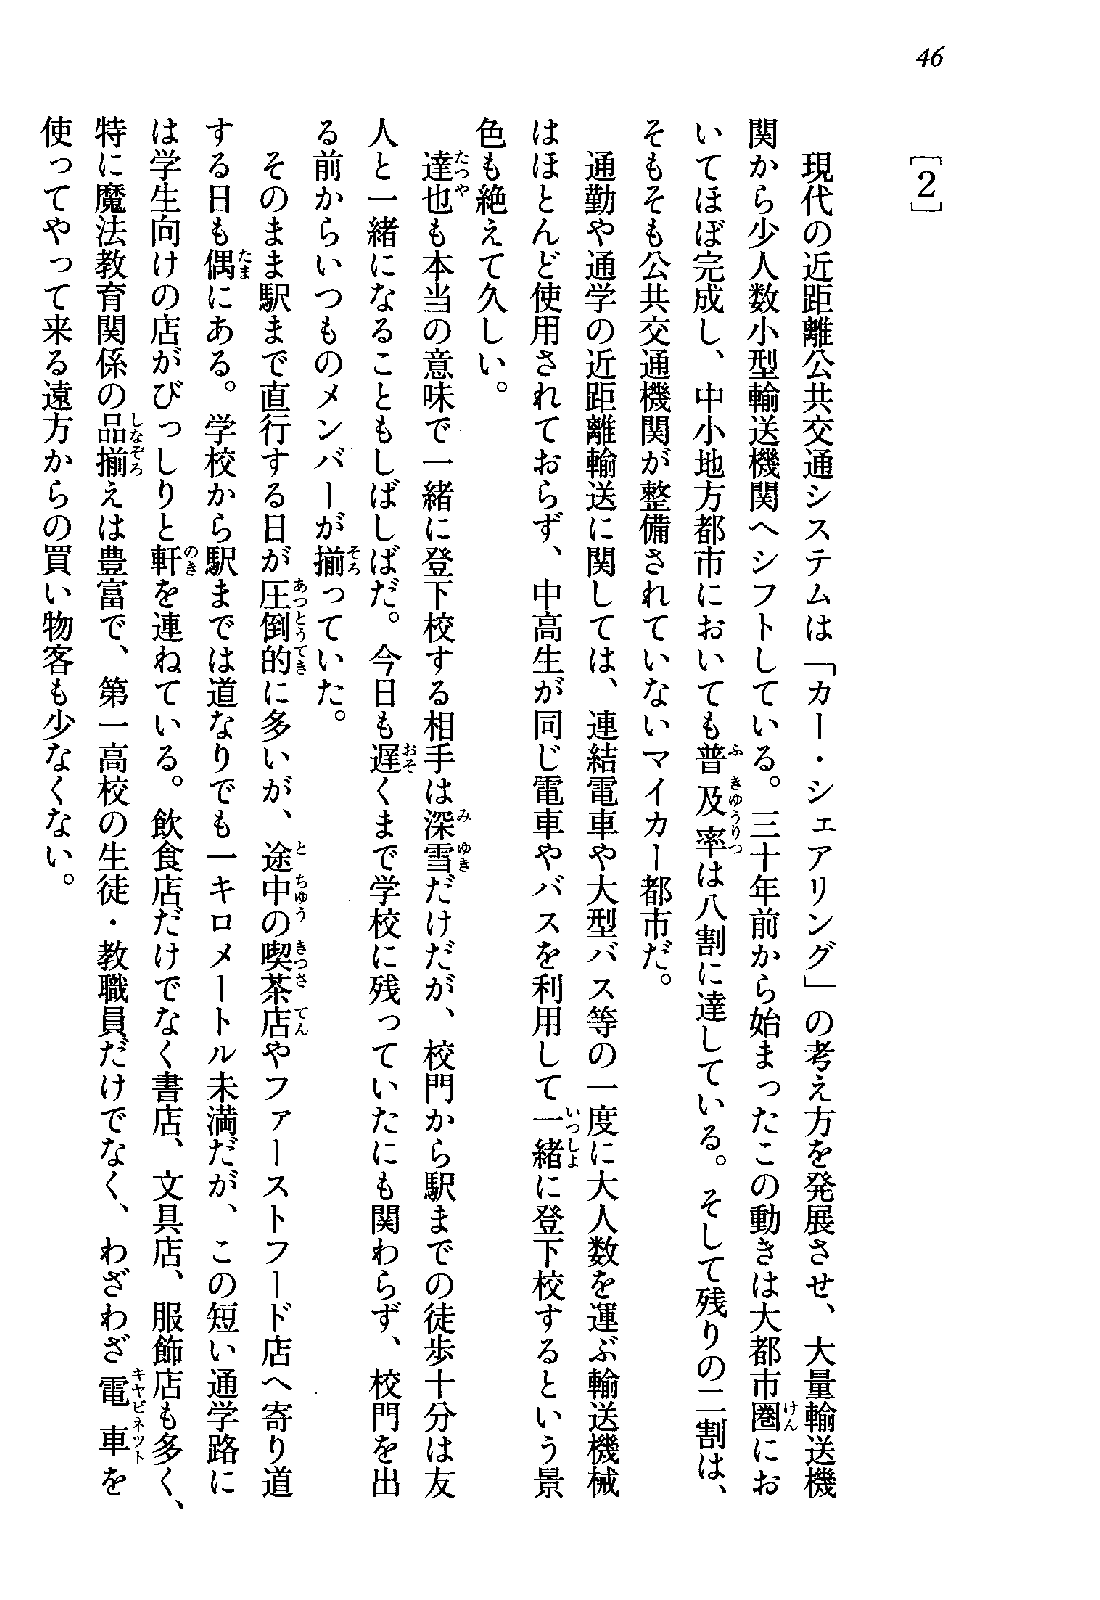 46
[2]
現代の近距離公共交通システムは「カー・シェアリング」の考え方を発展させ、大量輸送機
関から少人数小型輸送機関へシフトしている。三十年前から始まったこの動きは大都市圏にお
いてほぼ完成し、中小地方都市においても普及率は八割に達している。そして残りの二割は、
そもそも公共交通機関が整備されていないマイカー都市だ。
通勤や通学の近距離輸送に関しては、連結電車や大型バス等の一度に大人数を運ぶ輸送機械
はほとんど使用されておらず、中高生が同じ電車やバスを利用して一緒に登下校するという景
色も絶えて久しい。
達也も本当の意味で一緒に登下校する相手は深雪だけだが、校門から駅までの徒歩十分は友
人と一緒になることもしばしばだ。今日も遅くまで学校に残っていたにも関わらず、校門を出
る前からいつものメンバーが揃っていた。
そのまま駅まで直行する日が圧倒的に多いが、途中の喫茶店やファーストフード店へ寄り道
する日も偶にある。学校から駅までは道なりでも一キロメートル未満だが、この短い通学路に
は学生向けの店がびっしりと軒を連ねている。飲食店だけでなく書店、文具店、服飾店も多く、
特に魔法教育関係の品揃えは豊富で、第一高校の生徒・教職員だけでなく、わざわざ電車を
使ってやって来る遠方からの買い物客も少なくない。